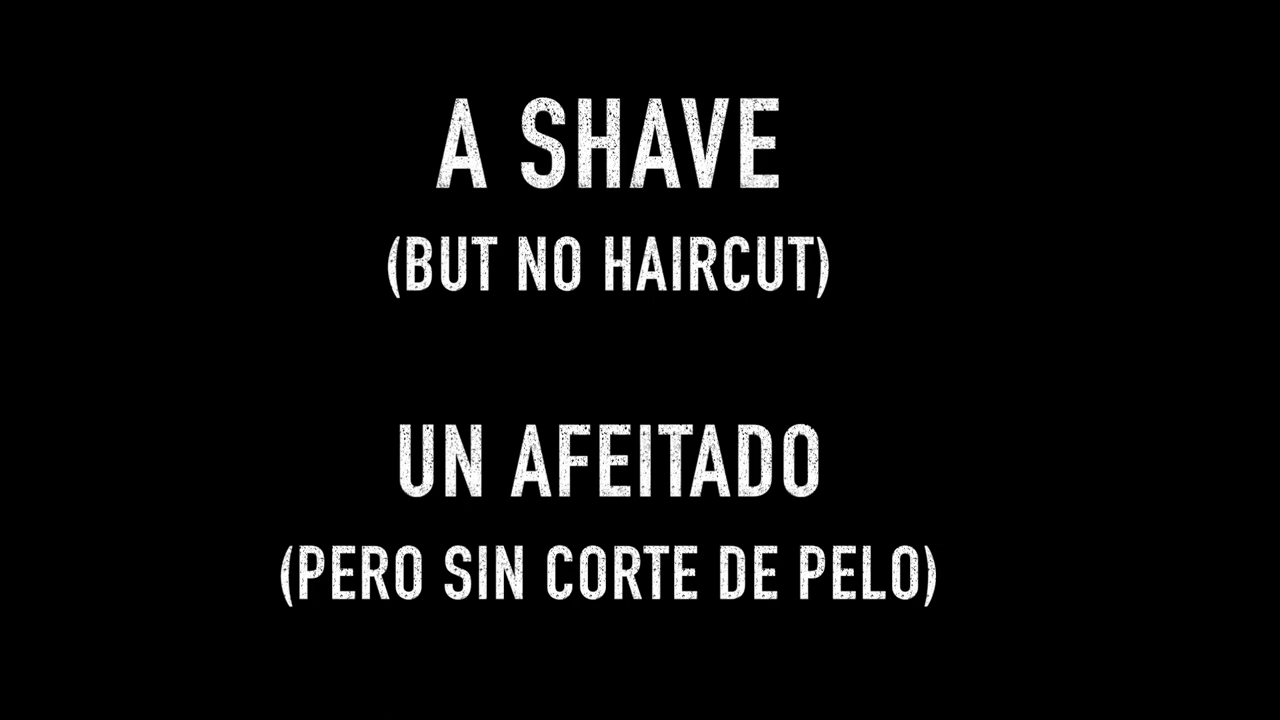 A SHAVE
(BUT NO HAIRCUT)
UN AFEITADO
(PERO SIN CORTE DE PELO)